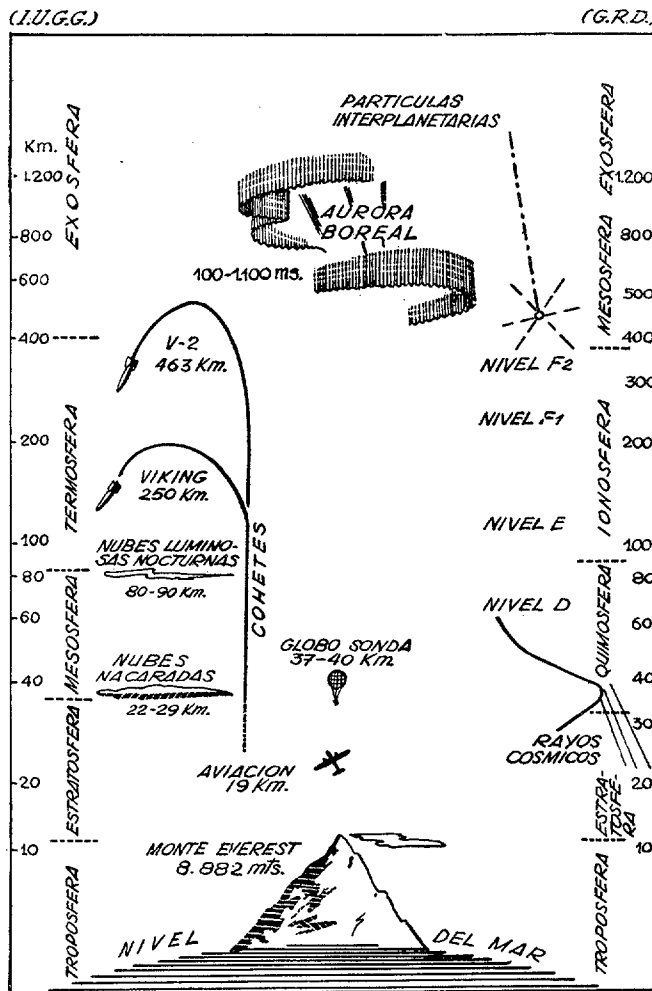 (I.U.G.G.)
(G.R.D.)
PARTICULAS
INTERPLANETARIAS
Km.
1.200
800
600
400
200
100
80
60
40
20
10
EXOSFERA
TERMOSFERA
MESOSFERA
ESTRATOSFERA
TROPOSFERA
AURORA
BOREAL
100-1.100 ms.
V-2
463 Km.
VIKING
250 Km.
NUBES LUMINO-
SAS NOCTURNAS
80-90 Km.
NUBES
NACARADAS
22-29 Km.
COHETES
GLOBO SONDA
37-40 Km
AVIACION
19 Km.
MONTE EVEREST
8.882 mts.
NIVEL DEL MAR
NIVEL F2
NIVEL F1
NIVEL E
NIVEL D
RAYOS
COSMICOS
EXOSFERA
MESOSFERA
IONOSFERA
QUIMOSFERA
ESTRA-
TOSFE-
RA
TROPOSFERA
1.200
800
500
400
300
200
100
80
60
40
30
20
10